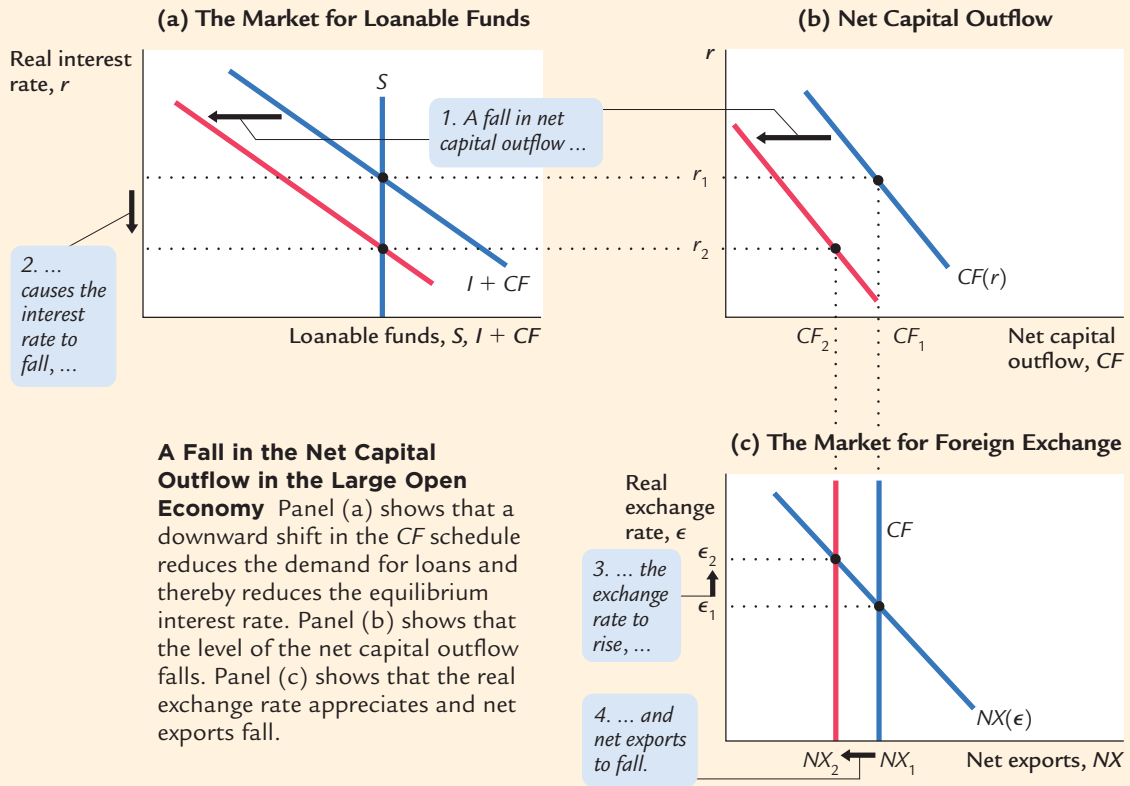 (a) The Market for Loanable Funds
Real interest
rate, r
S
1. A fall in net
capital outflow ...
2. ...
causes the
interest
rate to
fall, ...
I + CF
Loanable funds, S, I + CF
(b) Net Capital Outflow
r
r1
r2
CF(r)
CF2
CF1
Net capital
outflow, CF
A Fall in the Net Capital
Outflow in the Large Open
Economy Panel (a) shows that a
downward shift in the CF schedule
reduces the demand for loans and
thereby reduces the equilibrium
interest rate. Panel (b) shows that
the level of the net capital outflow
falls. Panel (c) shows that the real
exchange rate appreciates and net
exports fall.
(c) The Market for Foreign Exchange
Real
exchange
rate, ϵ
CF
ϵ2
3. ... the
exchange
rate to
rise, ...
ϵ1
4. ... and
net exports
to fall.
NX(ϵ)
NX2
NX1
Net exports, NX